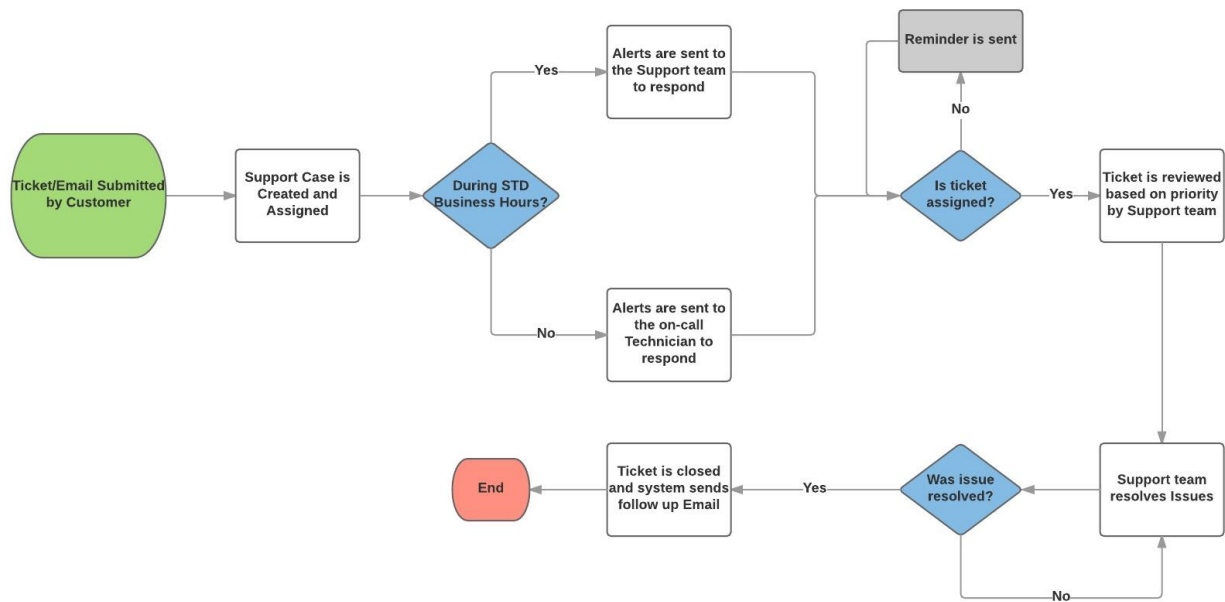 Ticket/Email Submitted
by Customer
Support Case is
Created and
Assigned
During STD
Business Hours?
Yes
Alerts are sent to
the Support team
to respond
No
Alerts are sent to
the on-call
Technician to
respond
Reminder is sent
No
Is ticket
assigned?
Yes
Ticket is reviewed
based on priority
by Support team
Support team
resolves Issues
Was issue
resolved?
No
Yes
Ticket is closed
and system sends
follow up Email
End